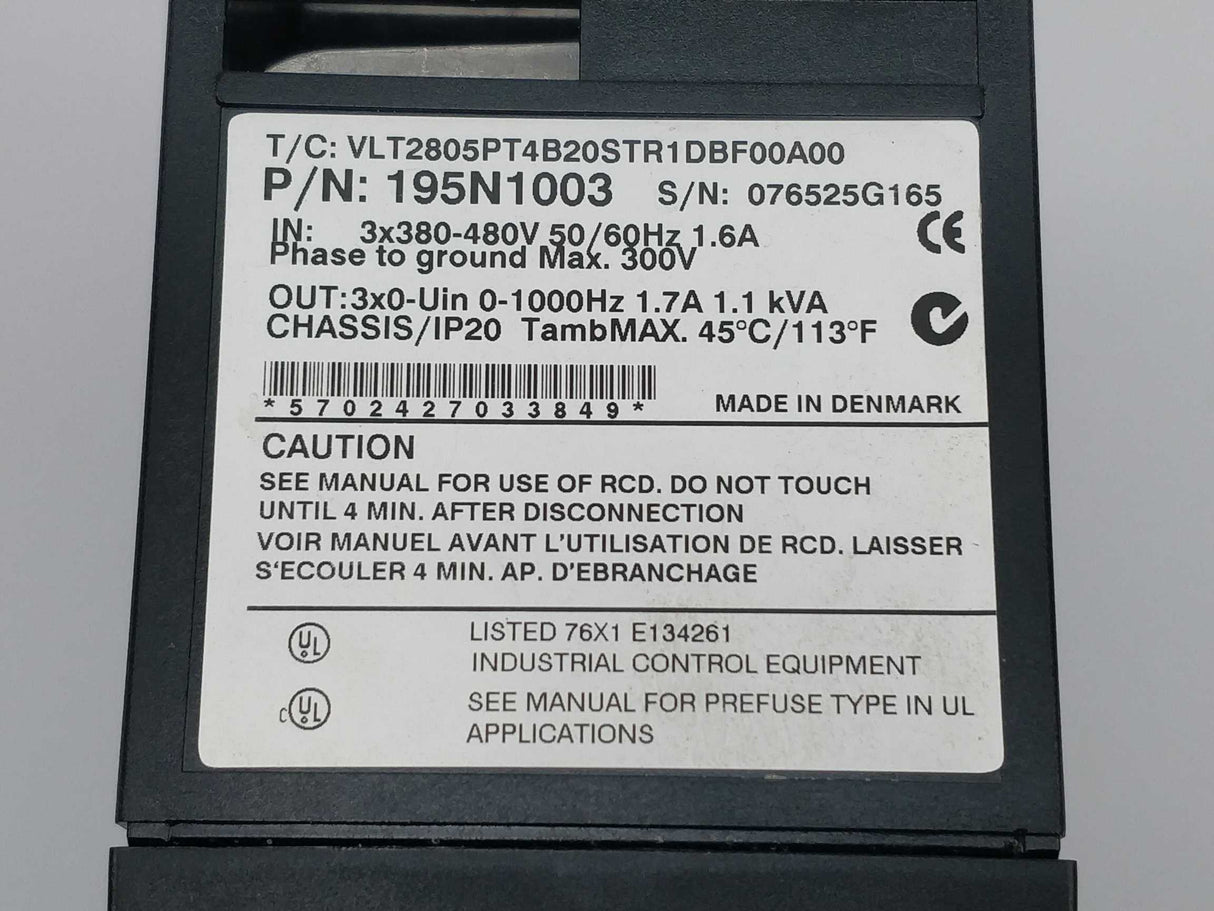 T/C: VLT2805PT4B20STR1DBF00A00
P/N: 195N1003 S/N: 076525G165
IN: 3x380-480V 50/60Hz 1.6A
Phase to ground Max. 300V
CE
OUT:3x0-Uin 0-1000Hz 1.7A 1.1 kVA
CHASSIS/IP20 TambMAX. 45°C/113°F
*5702427033849*
MADE IN DENMARK
CAUTION
SEE MANUAL FOR USE OF RCD. DO NOT TOUCH
UNTIL 4 MIN. AFTER DISCONNECTION
VOIR MANUEL AVANT L'UTILISATION DE RCD. LAISSER
S'ECOULER 4 MIN. AP. D'EBRANCHAGE
UL LISTED 76X1 E134261
INDUSTRIAL CONTROL EQUIPMENT
c UL SEE MANUAL FOR PREFUSE TYPE IN UL
APPLICATIONS